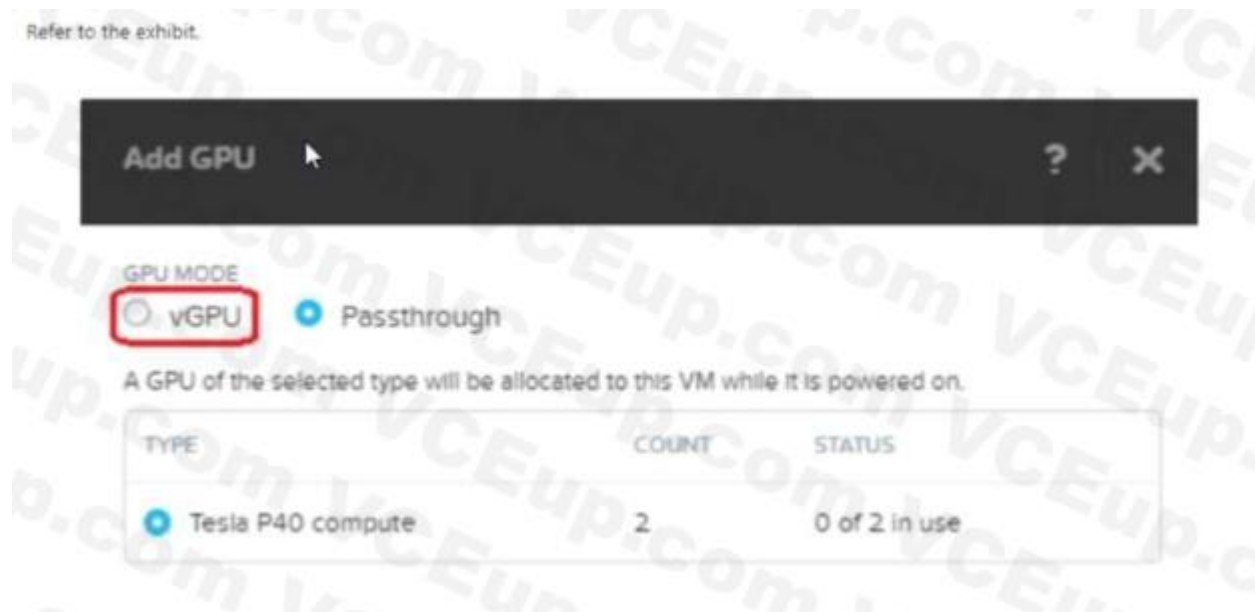 Refer to the exhibit.
Add GPU ? ×
GPU MODE
vGPU Passthrough
A GPU of the selected type will be allocated to this VM while it is powered on.
TYPE COUNT STATUS
Tesla P40 compute 2 0 of 2 in use
VCEup.com